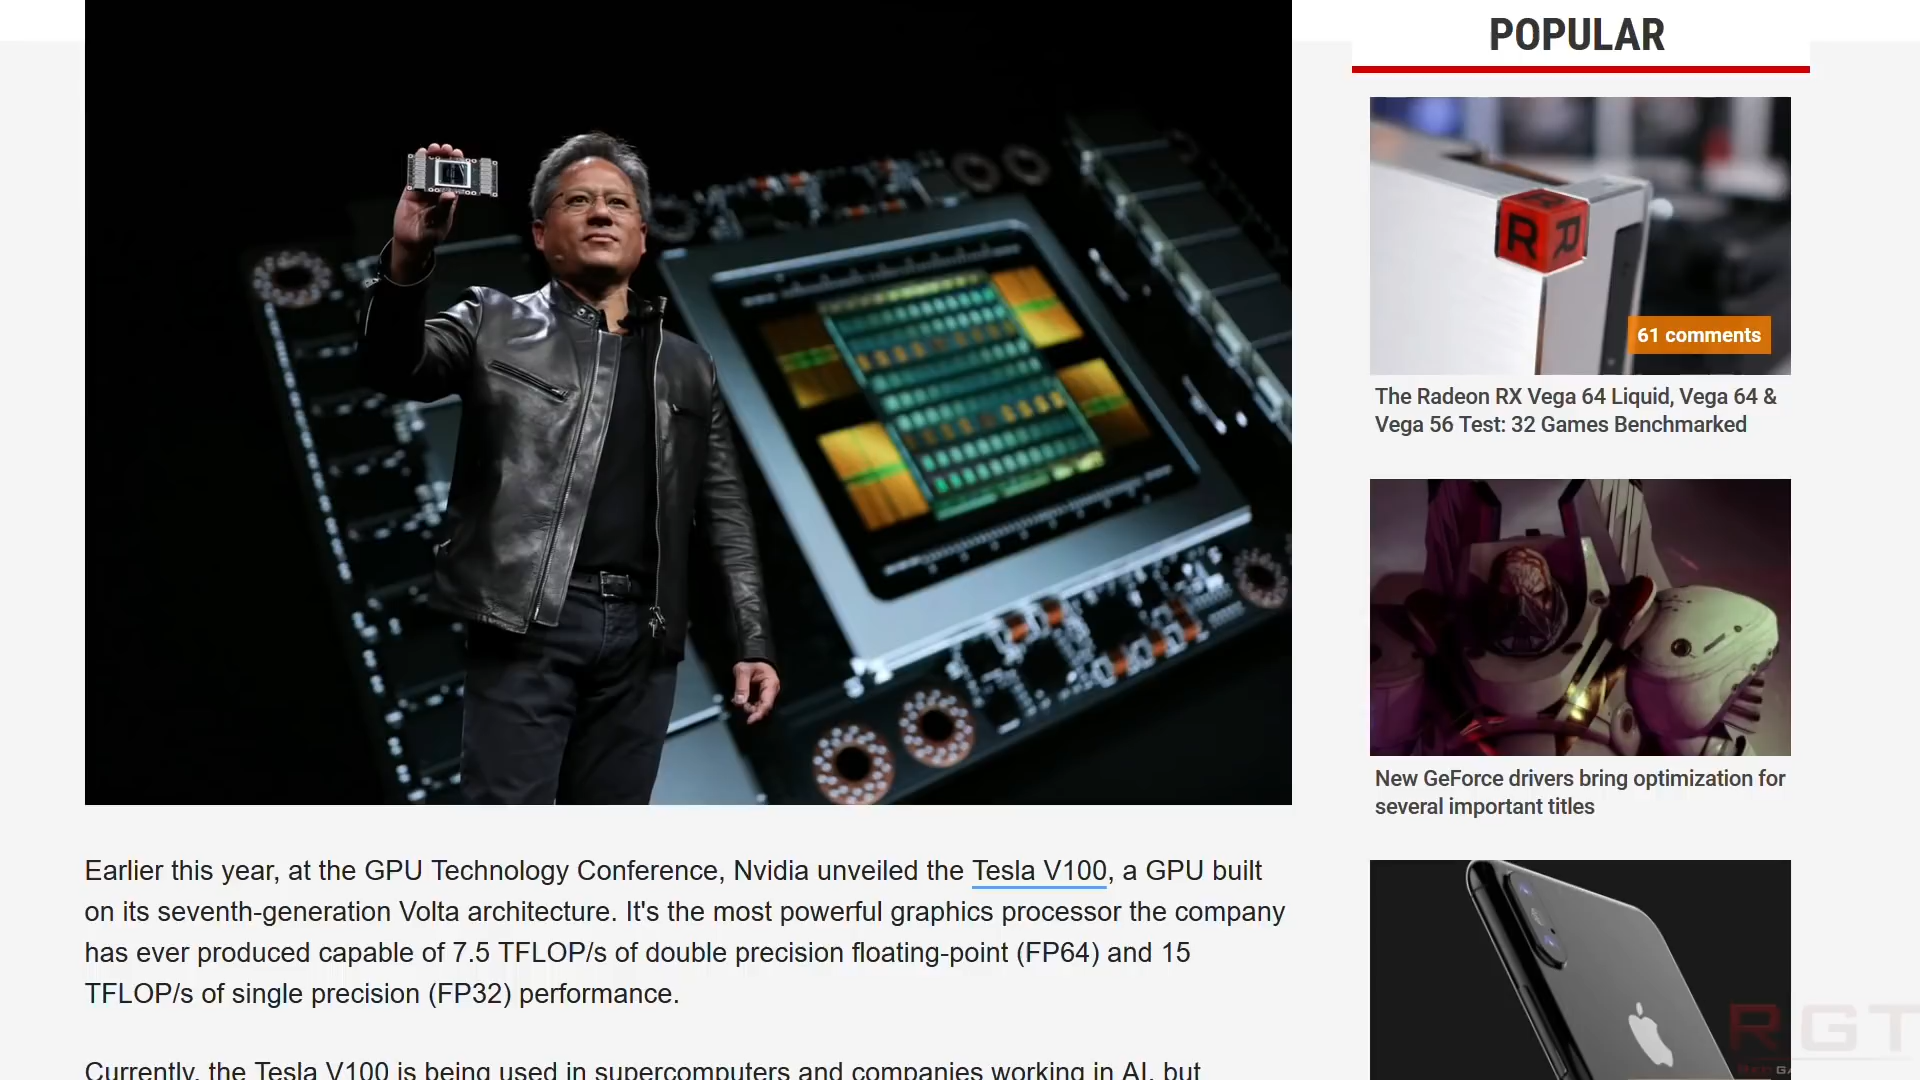 POPULAR
R R
61 comments
The Radeon RX Vega 64 Liquid, Vega 64 &
Vega 56 Test: 32 Games Benchmarked
New GeForce drivers bring optimization for
several important titles
Earlier this year, at the GPU Technology Conference, Nvidia unveiled the Tesla V100, a GPU built
on its seventh-generation Volta architecture. It's the most powerful graphics processor the company
has ever produced capable of 7.5 TFLOP/s of double precision floating-point (FP64) and 15
TFLOP/s of single precision (FP32) performance.
Currently, the Tesla V100 is being used in supercomputers and companies working in AI, but
RGT